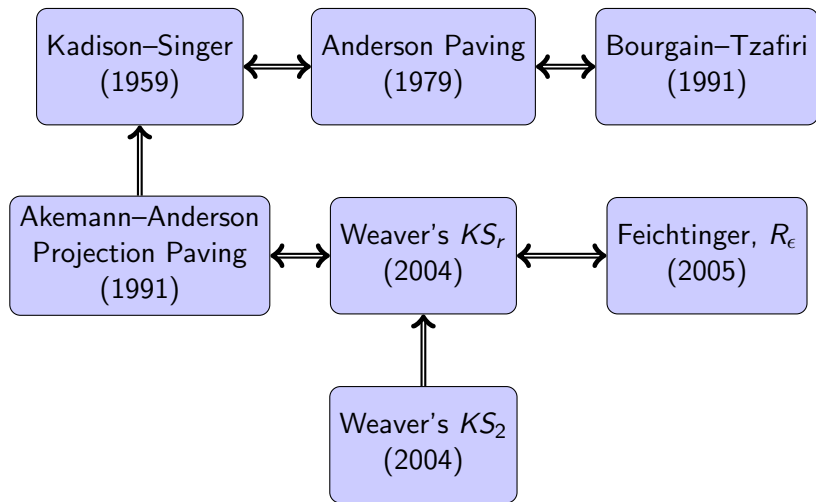 Kadison–Singer
(1959)
Anderson Paving
(1979)
Bourgain–Tzafiri
(1991)
Akemann–Anderson
Projection Paving
(1991)
Weaver's KS_r
(2004)
Feichtinger, R_ϵ
(2005)
Weaver's KS_2
(2004)